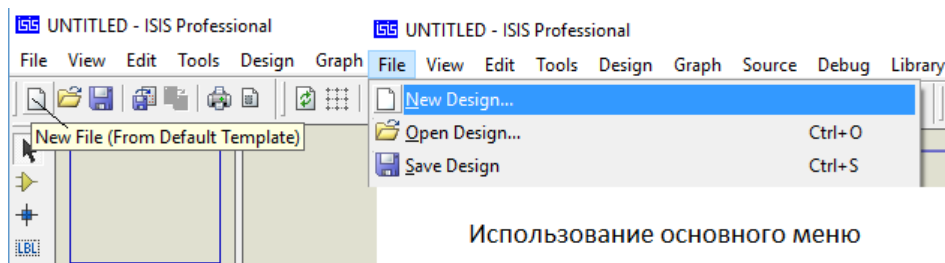 isis UNTITLED - ISIS Professional
File View Edit Tools Design Graph
New File (From Default Template)
LBL
isis UNTITLED - ISIS Professional
File View Edit Tools Design Graph Source Debug Library
New Design...
Open Design... Ctrl+O
Save Design Ctrl+S
Использование основного меню